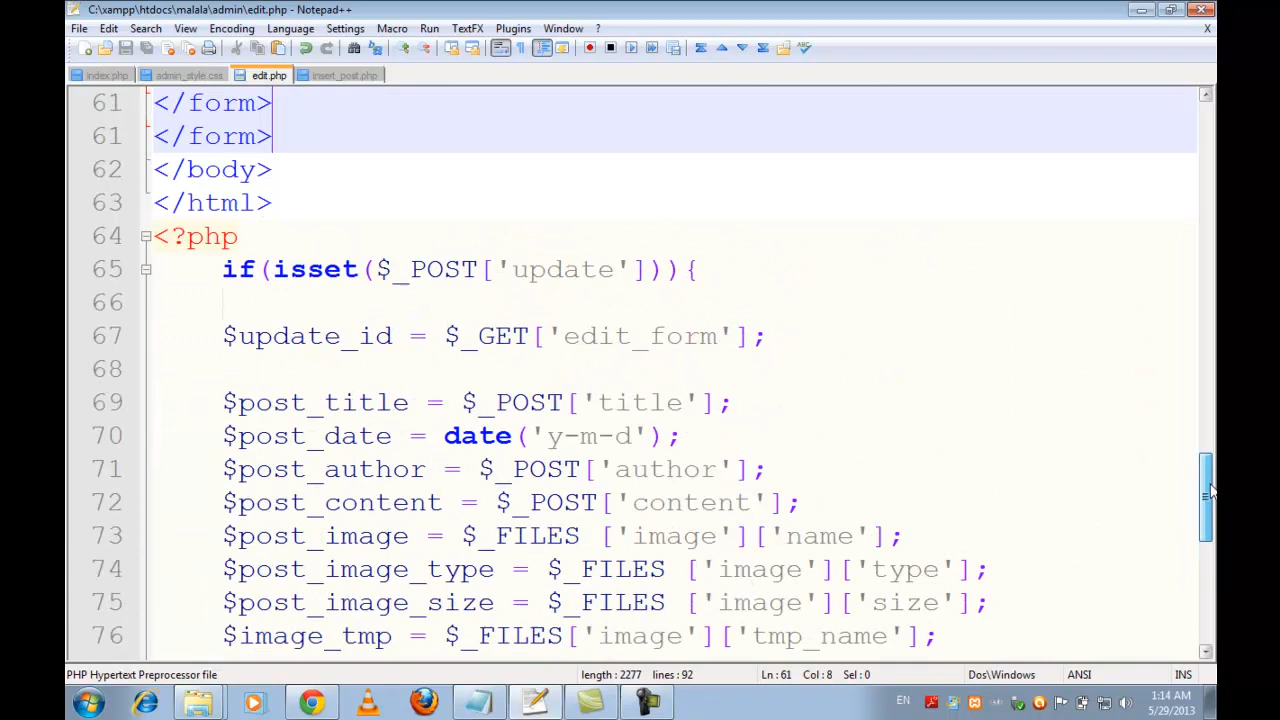 C:\xampp\htdocs\malala\admin\edit.php - Notepad++
File Edit Search View Encoding Language Settings Macro Run TextFX Plugins Window ? X
index.php admin_style.css edit.php insert_post.php
61 </form>
61 </form>
62 </body>
63 </html>
64 <?php
65 if(isset($_POST['update'])){
66
67 $update_id = $_GET['edit_form'];
68
69 $post_title = $_POST['title'];
70 $post_date = date('y-m-d');
71 $post_author = $_POST['author'];
72 $post_content = $_POST['content'];
73 $post_image = $_FILES ['image']['name'];
74 $post_image_type = $_FILES ['image']['type'];
75 $post_image_size = $_FILES ['image']['size'];
76 $image_tmp = $_FILES['image']['tmp_name'];
PHP Hypertext Preprocessor file length : 2277 lines : 92 Ln : 61 Col : 8 Sel : 0 Dos\Windows ANSI INS
EN 1:14 AM
5/29/2013